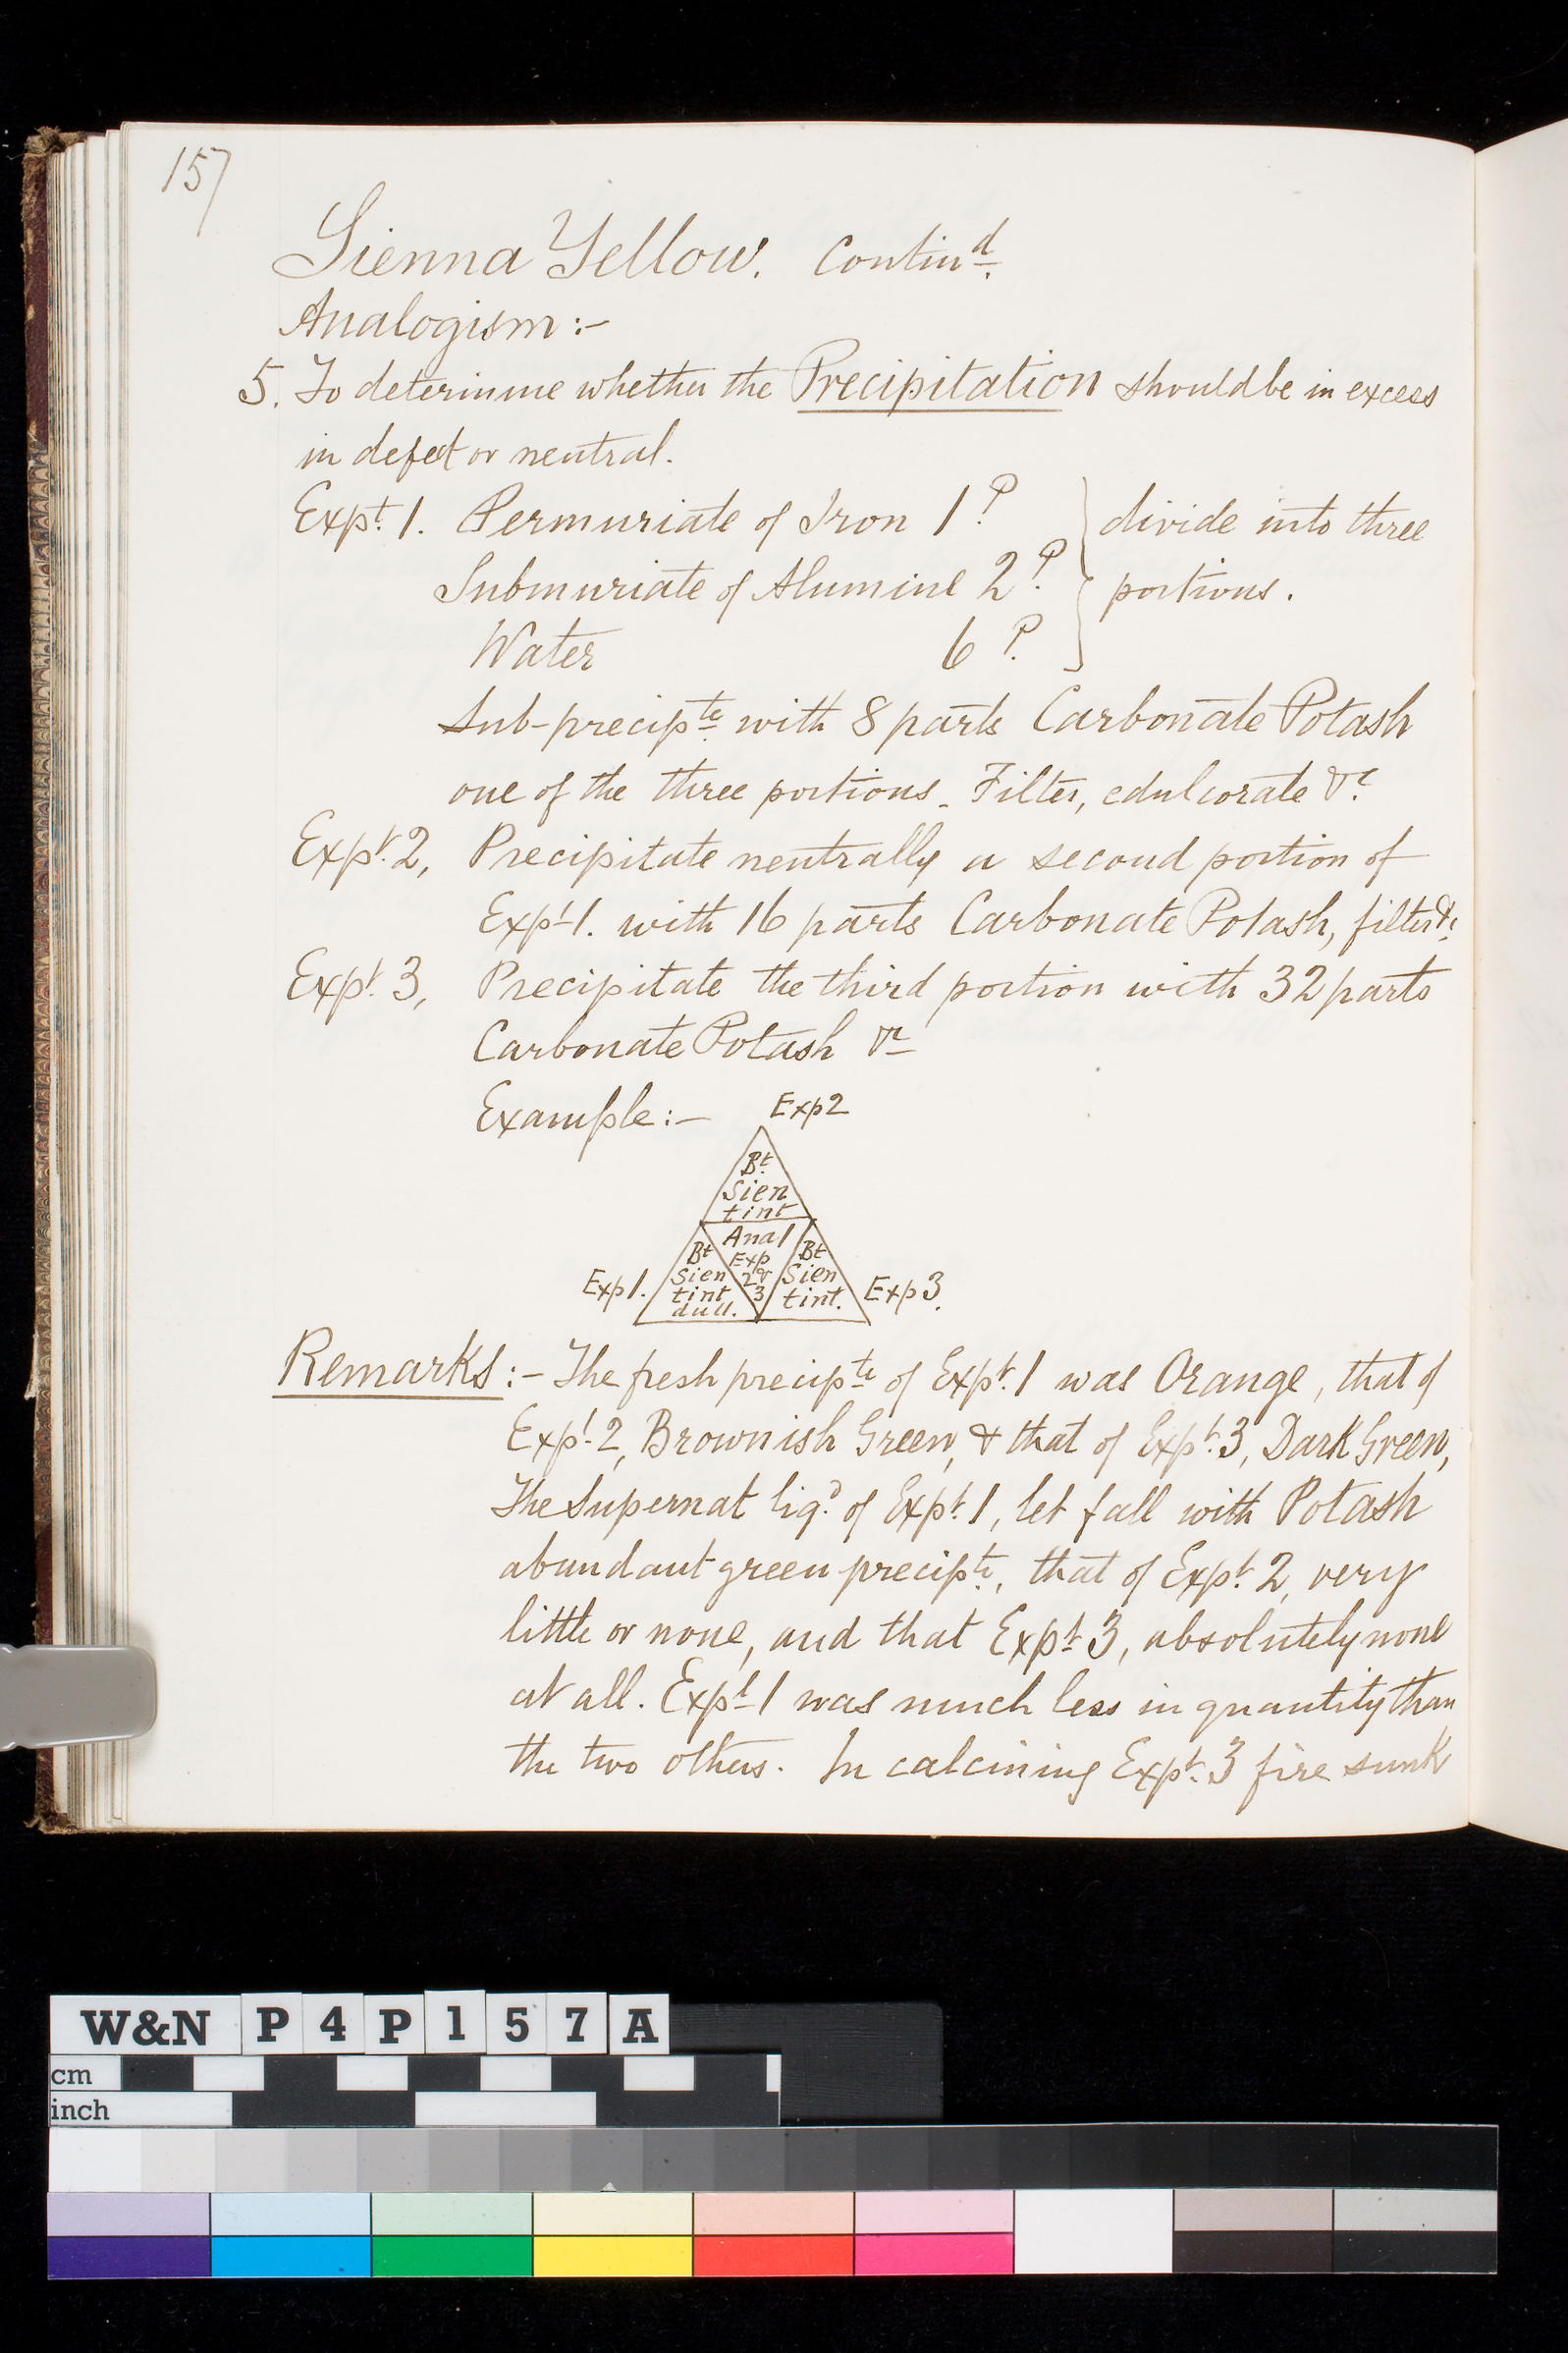 157
Sienna Yellow. Contind.
Analogism :-
5. To determine whether the Precipitation should be in excess
in defect or neutral.
Expt. 1. Permuriate of Iron 1 P. } divide into three
Submuriate of Alumine 2 P. } portions.
Water 6 P. }
Sub-precipte. with 8 parts Carbonate Potash
one of the three portions. Filter, edulcorate &c.
Expt. 2, Precipitate neutrally a second portion of
Expt 1. with 16 parts Carbonate Potash, filter &c.
Expt. 3, Precipitate the third portion with 32 parts
Carbonate Potash &c
Example :-
Exp 2
Bt.
Sien
tint
Anal
Exp
2 &
3
Exp 1.
Bt
Sien
tint
dull.
Bt
Sien
tint.
Exp 3.
Remarks :- The fresh precipte of Expt. 1 was Orange, that of
Expt. 2, Brownish Green, & that of Expt. 3, Dark Green,
The Supernat liqd. of Expt. 1, let fall with Potash
abundant green precipte., that of Expt. 2, very
little or none, and that Expt. 3, absolutely none
at all. Expt 1 was much less in quantity than
the two others. In calcining Expt. 3 fire sunk
W&N P4P157A
cm
inch